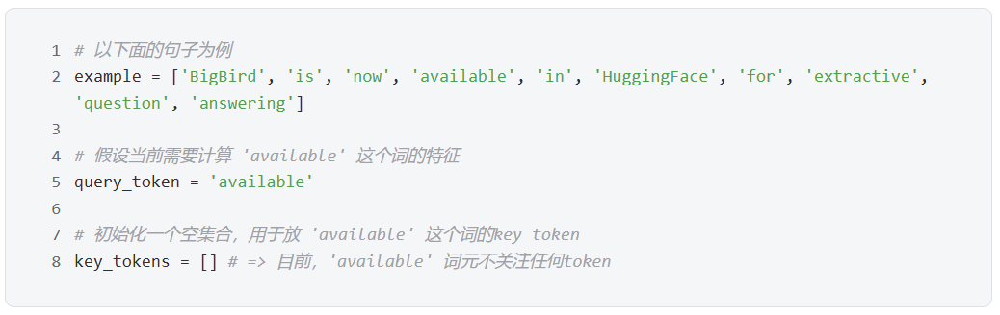 1 # 以下面的句子为例
2 example = ['BigBird', 'is', 'now', 'available', 'in', 'HuggingFace', 'for', 'extractive',
'question', 'answering']
3
4 # 假设当前需要计算 'available' 这个词的特征
5 query_token = 'available'
6
7 # 初始化一个空集合，用于放 'available' 这个词的key token
8 key_tokens = [] # => 目前，'available' 词元不关注任何token